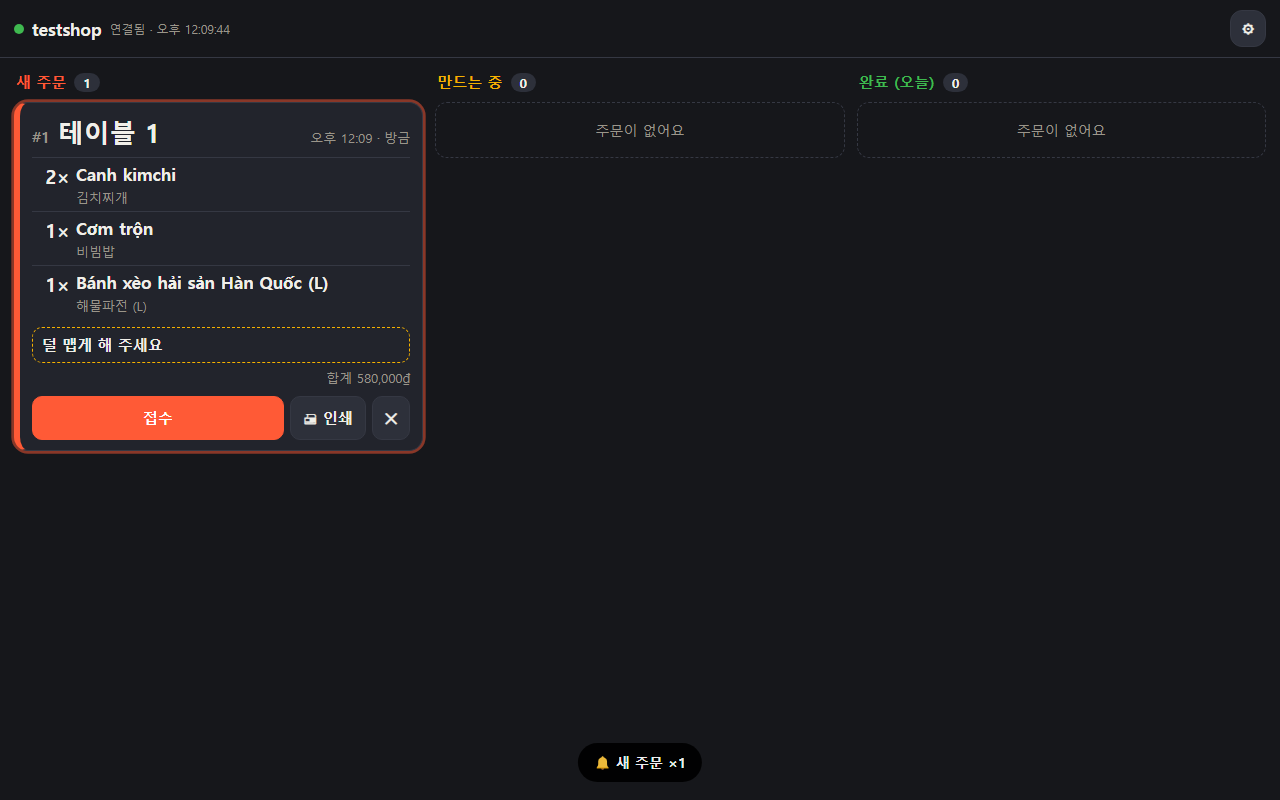 testshop 연결됨 · 오후 12:09:44
새 주문 1
#1 테이블 1 오후 12:09 · 방금
2× Canh kimchi
김치찌개
1× Cơm trộn
비빔밥
1× Bánh xèo hải sản Hàn Quốc (L)
해물파전 (L)
덜 맵게 해 주세요
합계 580,000₫
접수 인쇄 ✕
만드는 중 0
주문이 없어요
완료 (오늘) 0
주문이 없어요
새 주문 ×1